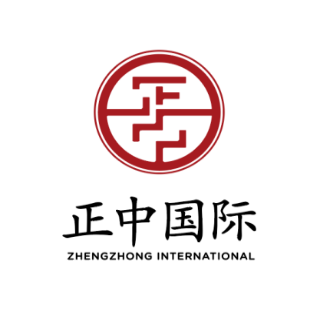 正中国际
ZHENGZHONG INTERNATIONAL